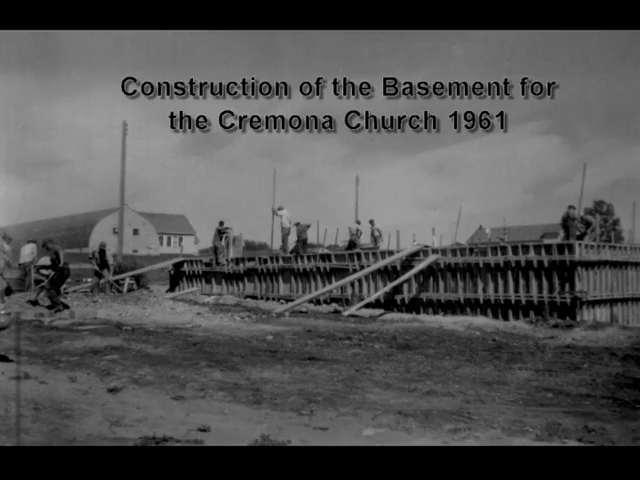 Construction of the Basement for
the Cremona Church 1961